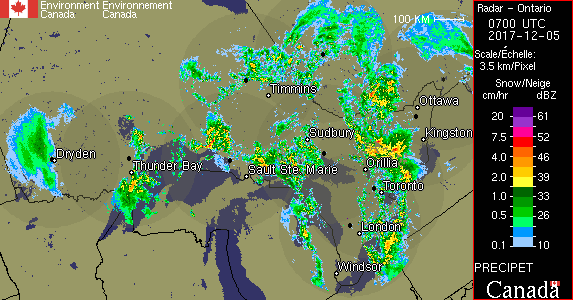 Environment Environnement
Canada Canada
100 KM
Timmins
Ottawa
Sudbury
Kingston
Dryden
Thunder Bay
Sault Ste. Marie
Orillia
Toronto
London
Windsor
Radar - Ontario
0700 UTC
2017-12-05
Scale/Échelle:
3.5 km/Pixel
Snow/Neige
cm/hr dBZ
20 61
7.5 52
4.0 46
2.0 39
1.0 33
0.5 26
0.1 10
PRECIPET
Canada